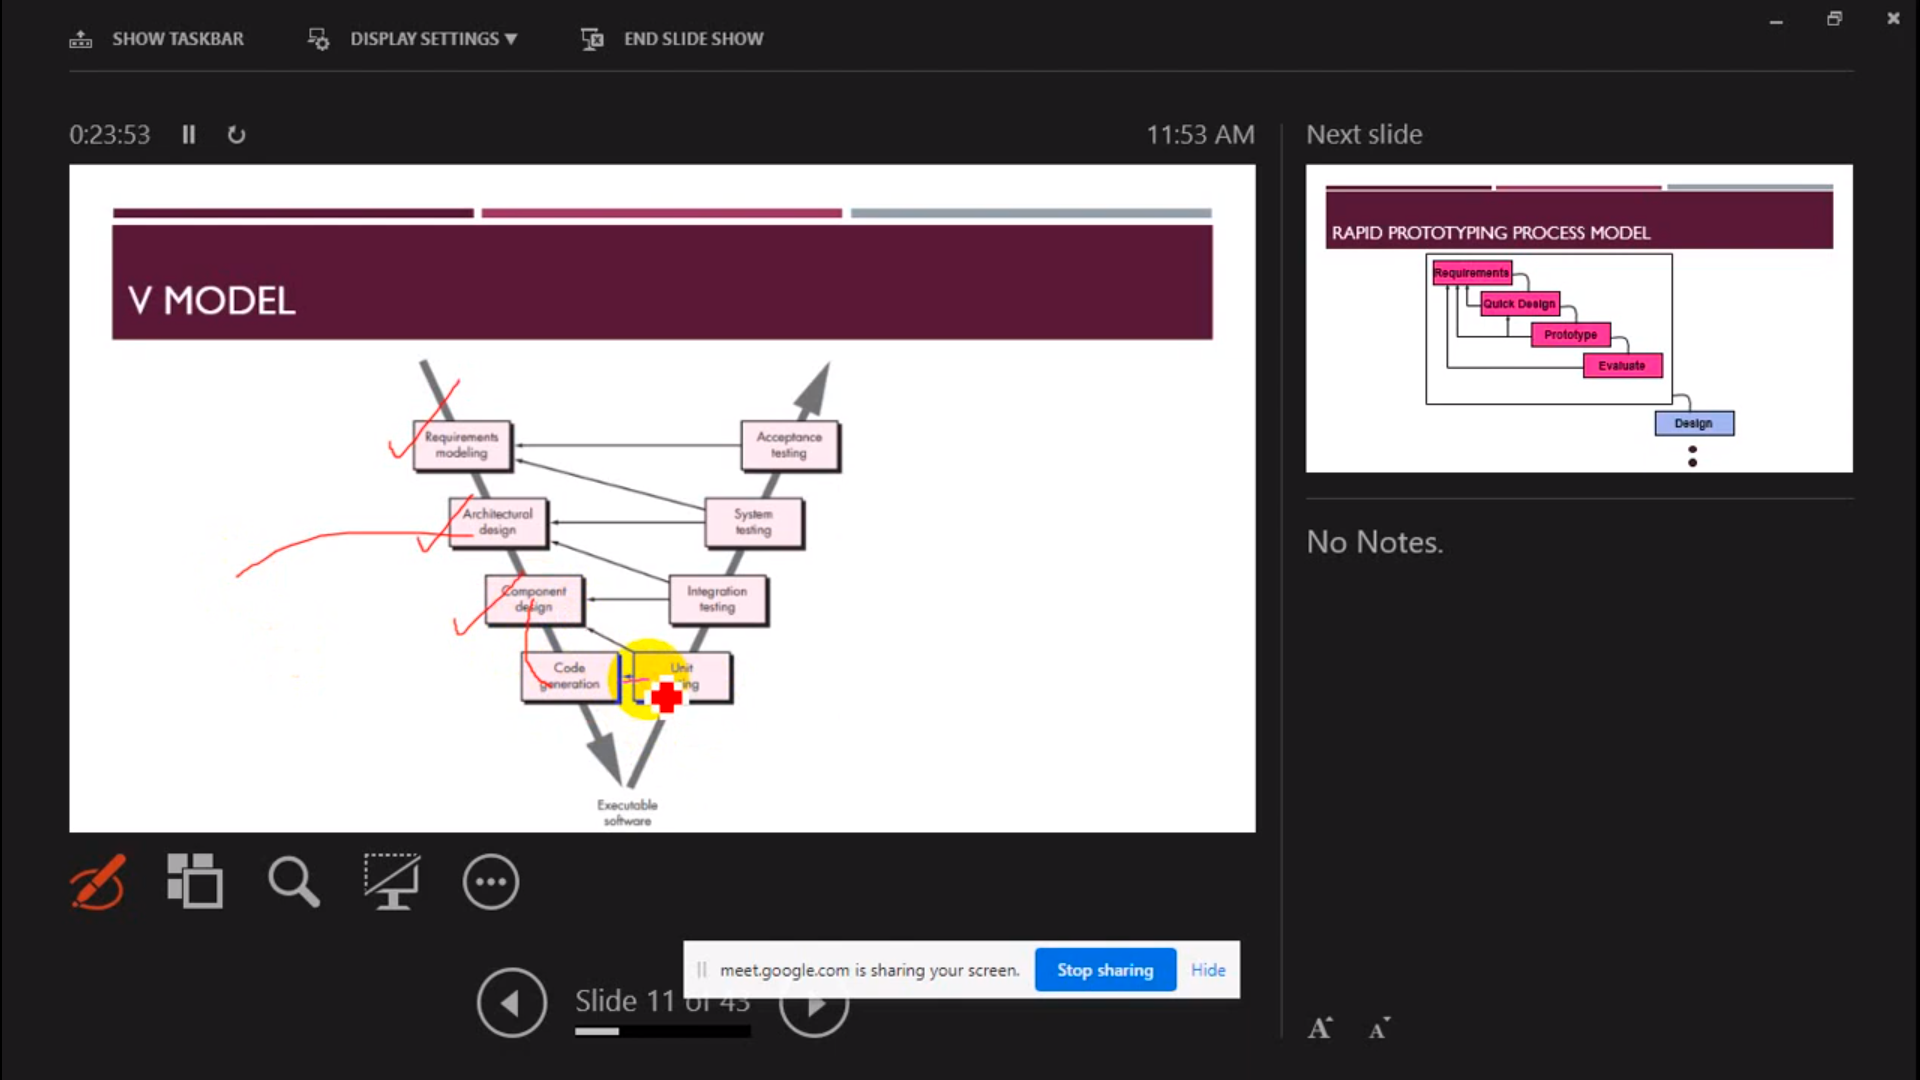 SHOW TASKBAR
DISPLAY SETTINGS ▼
END SLIDE SHOW
0:23:53
11:53 AM
V MODEL
Requirements
modeling
Acceptance
testing
Architectural
design
System
testing
Component
design
Integration
testing
Code
generation
Unit
Executable
software
Next slide
RAPID PROTOTYPING PROCESS MODEL
Requirements
Quick Design
Prototype
Evaluate
Design
No Notes.
meet.google.com is sharing your screen.
Stop sharing
Hide
Slide 11 of 43
A A